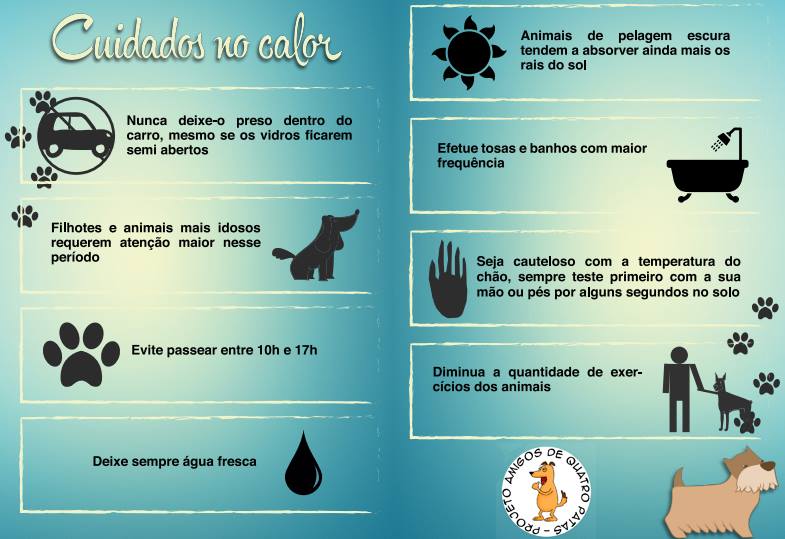 Cuidados no calor
Nunca deixe-o preso dentro do
carro, mesmo se os vidros ficarem
semi abertos
Filhotes e animais mais idosos
requerem atenção maior nesse
período
Evite passear entre 10h e 17h
Deixe sempre água fresca
Animais de pelagem escura
tendem a absorver ainda mais os
rais do sol
Efetue tosas e banhos com maior
frequência
Seja cauteloso com a temperatura do
chão, sempre teste primeiro com a sua
mão ou pés por alguns segundos no solo
Diminua a quantidade de exer-
cícios dos animais
PROJETO AMIGOS DE QUATRO PATAS -